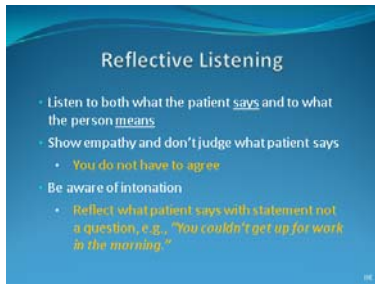 Reflective Listening
• Listen to both what the patient says and to what
the person means
• Show empathy and don't judge what patient says
• You do not have to agree
• Be aware of intonation
• Reflect what patient says with statement not
a question, e.g., "You couldn't get up for work
in the morning."